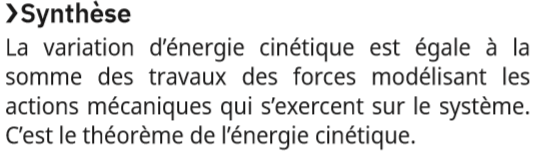 ❯Synthèse
La variation d’énergie cinétique est égale à la
somme des travaux des forces modélisant les
actions mécaniques qui s’exercent sur le système.
C’est le théorème de l’énergie cinétique.